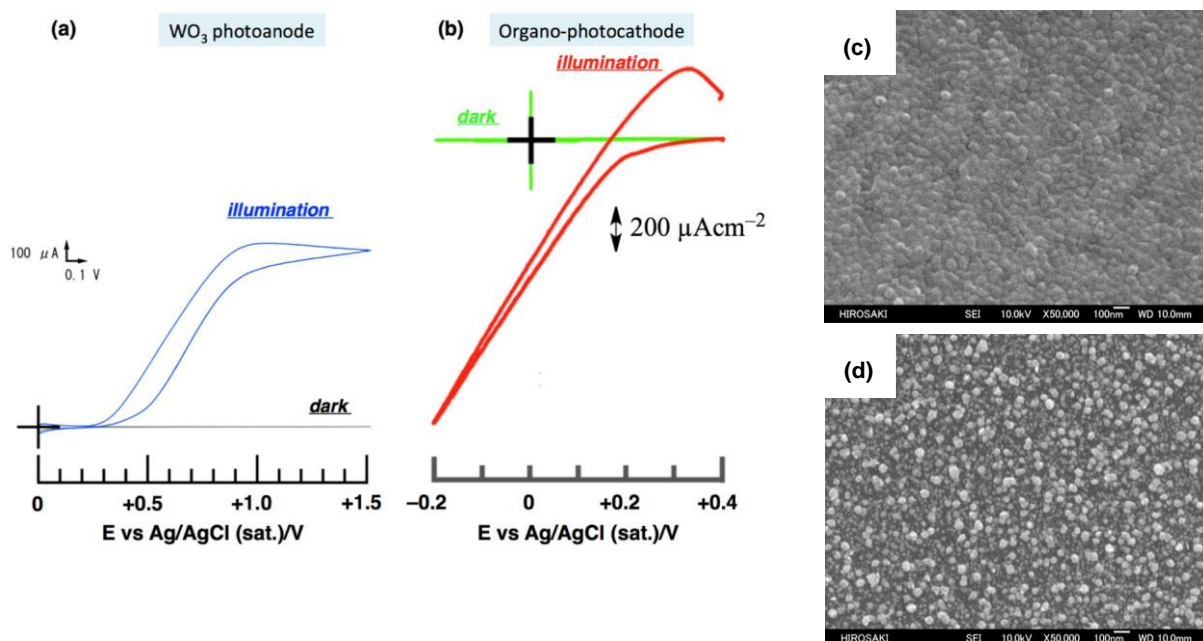 (a)
WO₃ photoanode
illumination
100 μA
0.1 V
dark
0 +0.5 +1.0 +1.5
E vs Ag/AgCl (sat.)/V
(b)
Organo-photocathode
illumination
dark
200 μAcm⁻²
–0.2 0 +0.2 +0.4
E vs Ag/AgCl (sat.)/V
(c)
HIROSAKI SEI 10.0kV X50,000 100nm WD 10.0mm
(d)
HIROSAKI SEI 10.0kV X50,000 100nm WD 10.0mm